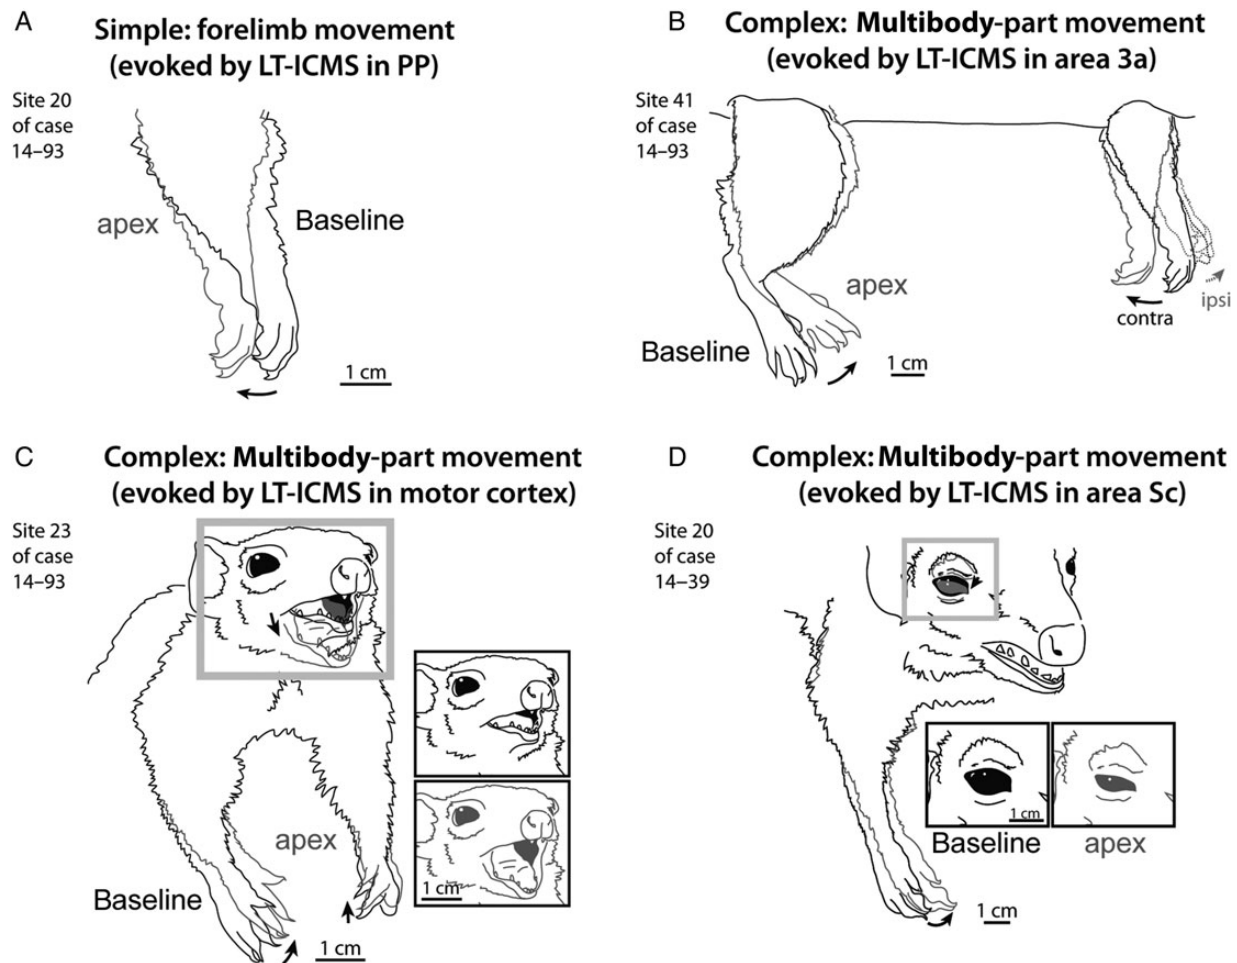 A
Simple: forelimb movement
(evoked by LT-ICMS in PP)
Site 20
of case
14–93
apex
Baseline
1 cm
B
Complex: Multibody-part movement
(evoked by LT-ICMS in area 3a)
Site 41
of case
14–93
apex
Baseline
1 cm
contra
ipsi
C
Complex: Multibody-part movement
(evoked by LT-ICMS in motor cortex)
Site 23
of case
14–93
apex
Baseline
1 cm
1 cm
D
Complex: Multibody-part movement
(evoked by LT-ICMS in area Sc)
Site 20
of case
14–39
1 cm
Baseline
apex
1 cm